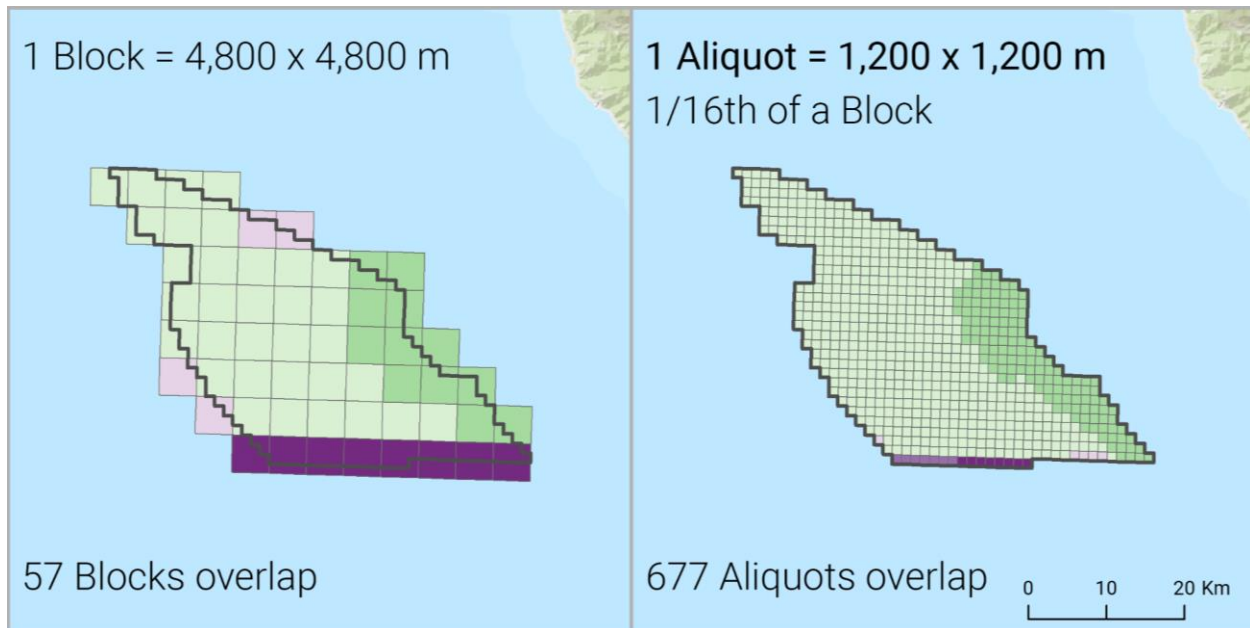 1 Block = 4,800 x 4,800 m
57 Blocks overlap
1 Aliquot = 1,200 x 1,200 m
1/16th of a Block
677 Aliquots overlap
0 10 20 Km